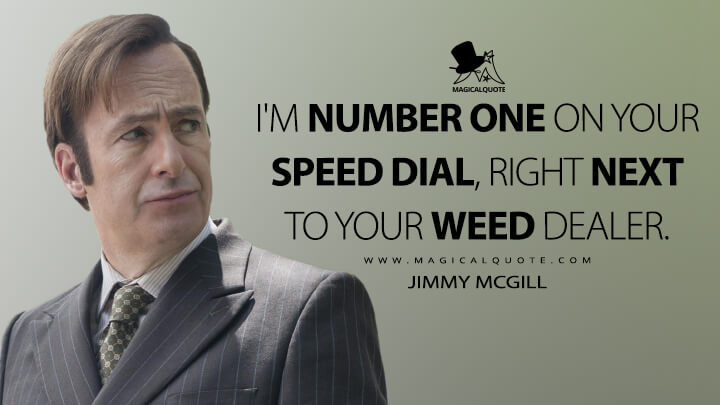 MAGICALQUOTE
I'M NUMBER ONE ON YOUR
SPEED DIAL, RIGHT NEXT
TO YOUR WEED DEALER.
WWW.MAGICALQUOTE.COM
JIMMY MCGILL